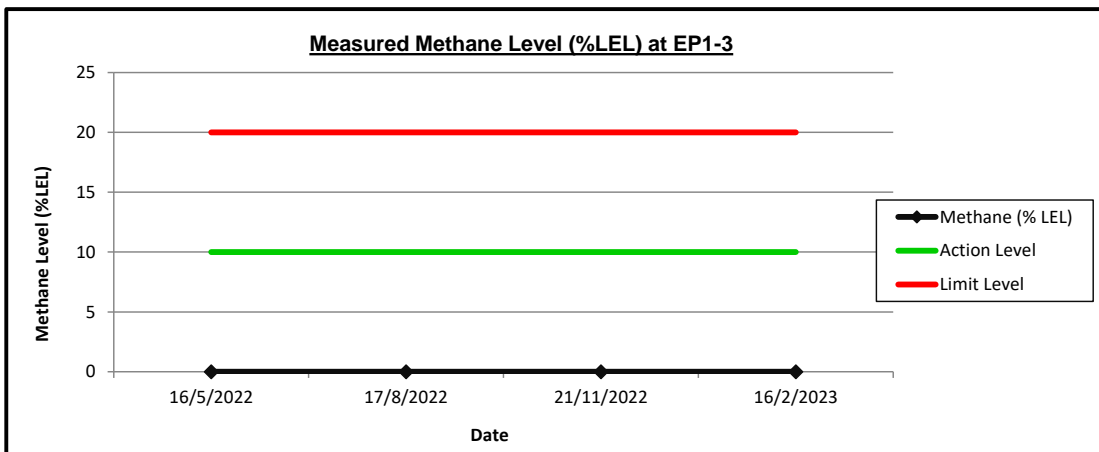 Measured Methane Level (%LEL) at EP1-3
25
20
15
10
5
0
Methane Level (%LEL)
16/5/2022 17/8/2022 21/11/2022 16/2/2023
Date
Methane (% LEL)
Action Level
Limit Level